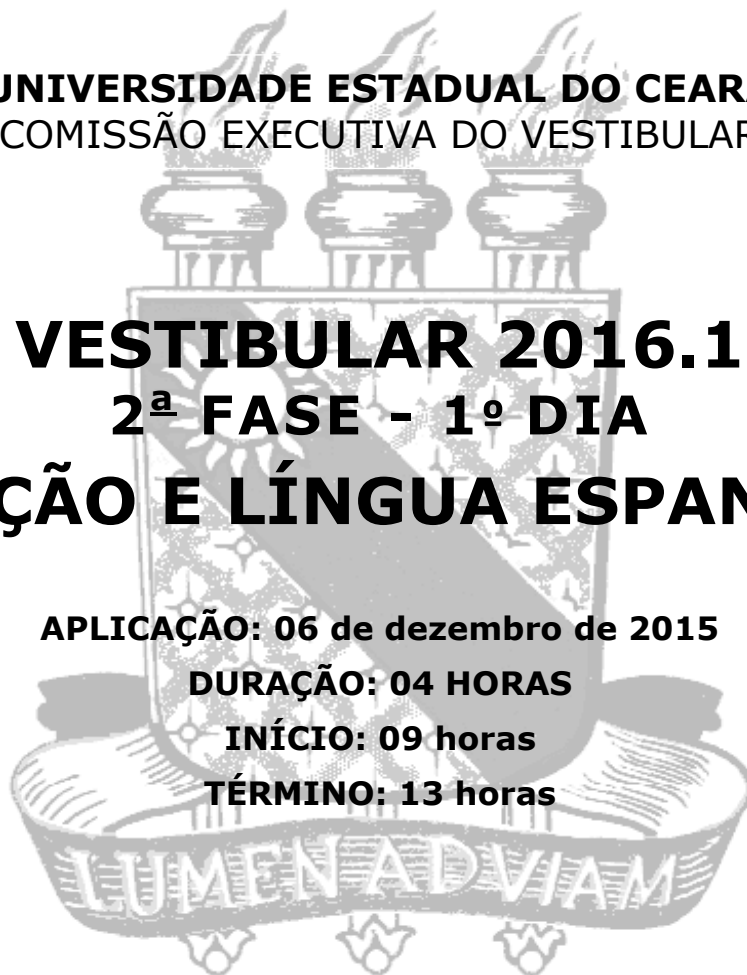 UNIVERSIDADE ESTADUAL DO CEAR
COMISSÃO EXECUTIVA DO VESTIBULAR
VESTIBULAR 2016.1
2ª FASE - 1º DIA
ÇÃO E LÍNGUA ESPAN
APLICAÇÃO: 06 de dezembro de 2015
DURAÇÃO: 04 HORAS
INÍCIO: 09 horas
TÉRMINO: 13 horas
LUMEN AD VIAM